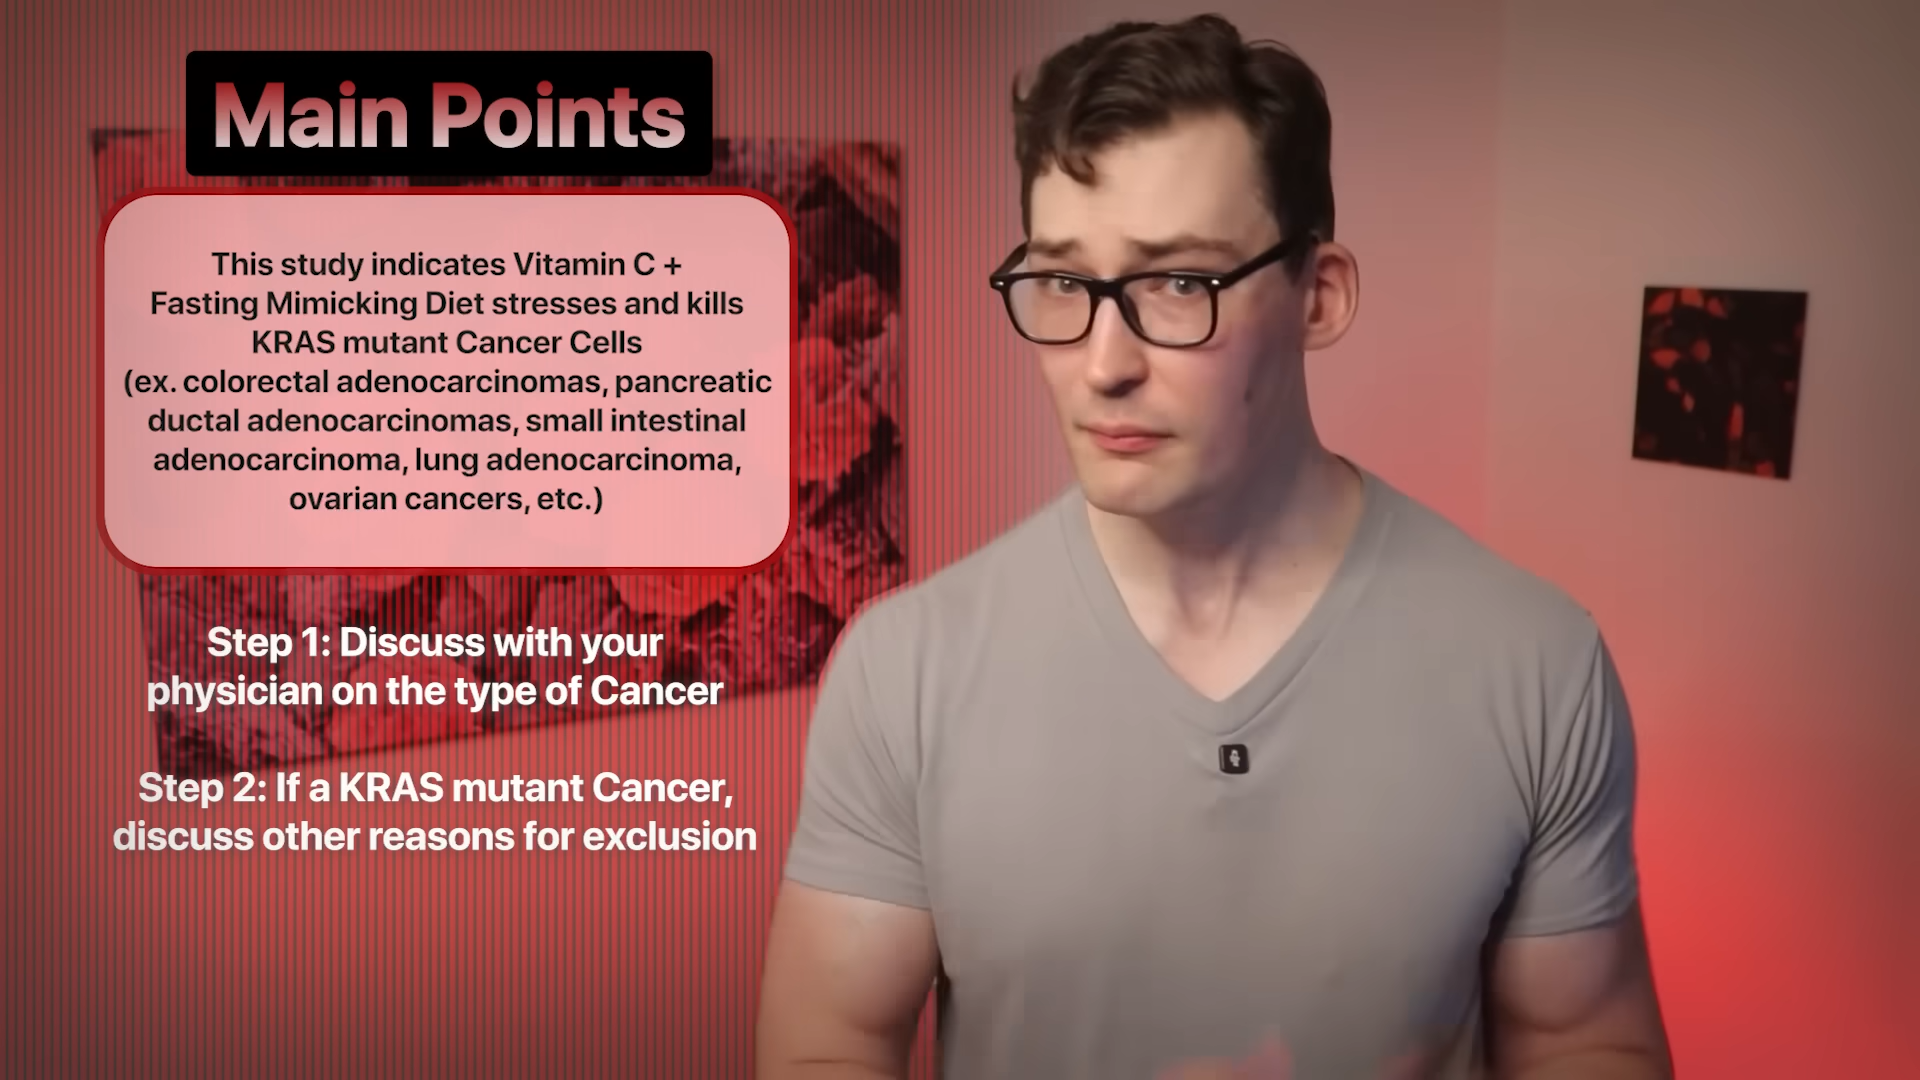 Main Points
This study indicates Vitamin C +
Fasting Mimicking Diet stresses and kills
KRAS mutant Cancer Cells
(ex. colorectal adenocarcinomas, pancreatic
ductal adenocarcinomas, small intestinal
adenocarcinoma, lung adenocarcinoma,
ovarian cancers, etc.)
Step 1: Discuss with your
physician on the type of Cancer
Step 2: If a KRAS mutant Cancer,
discuss other reasons for exclusion